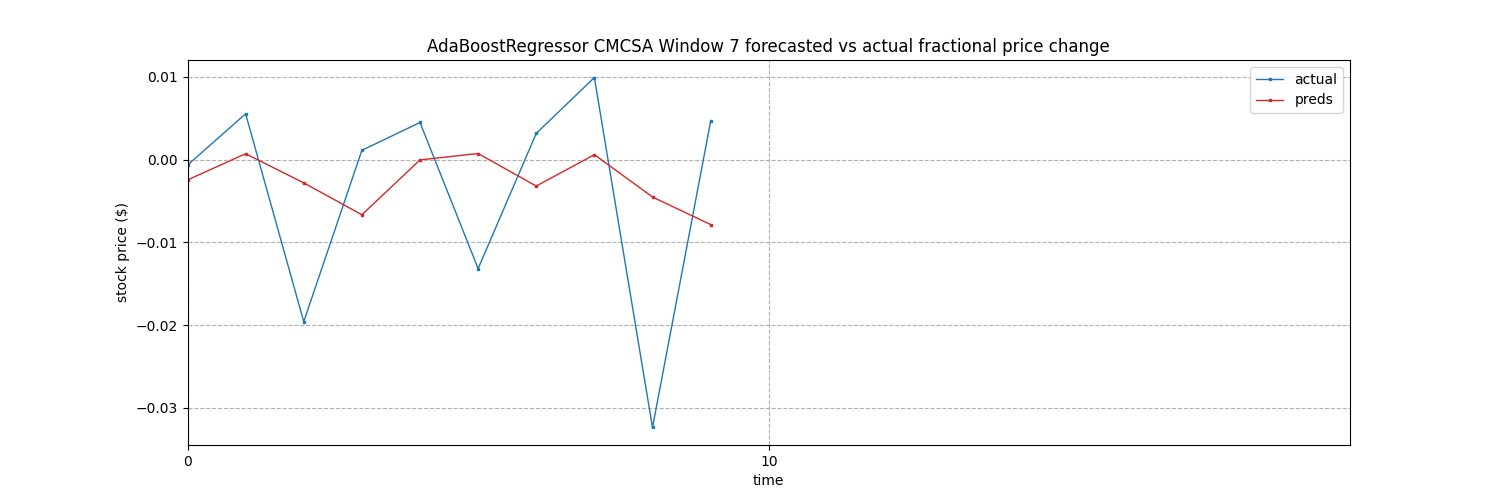 AdaBoostRegressor CMCSA Window 7 forecasted vs actual fractional price change
actual
preds
0.01
0.00
−0.01
−0.02
−0.03
stock price ($)
0
10
time